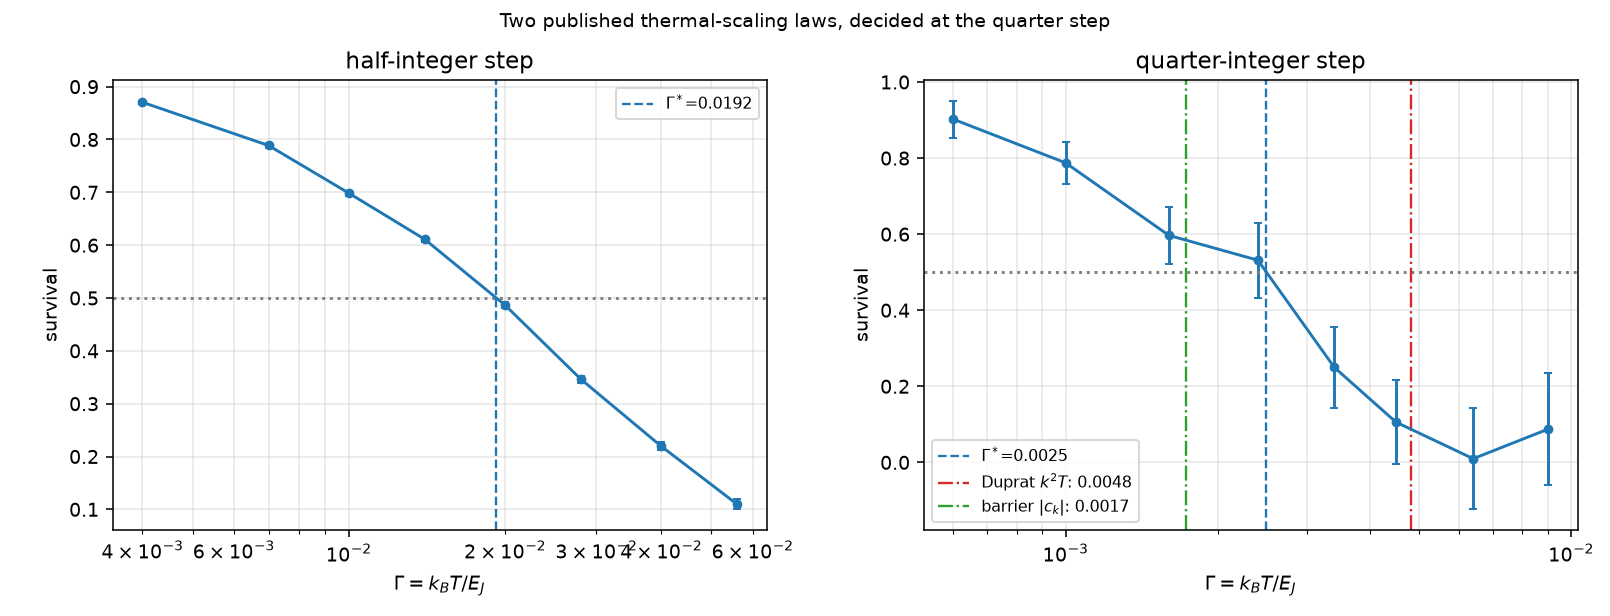 Two published thermal-scaling laws, decided at the quarter step
half-integer step
survival
0.9
0.8
0.7
0.6
0.5
0.4
0.3
0.2
0.1
Γ*=0.0192
4 × 10⁻³ 6 × 10⁻³ 10⁻² 2 × 10⁻² 3 × 10⁻² 4 × 10⁻² 6 × 10⁻²
Γ = k_BT/E_J
quarter-integer step
survival
1.0
0.8
0.6
0.4
0.2
0.0
Γ*=0.0025
Duprat k²T: 0.0048
barrier |c_k|: 0.0017
10⁻³ 10⁻²
Γ = k_BT/E_J